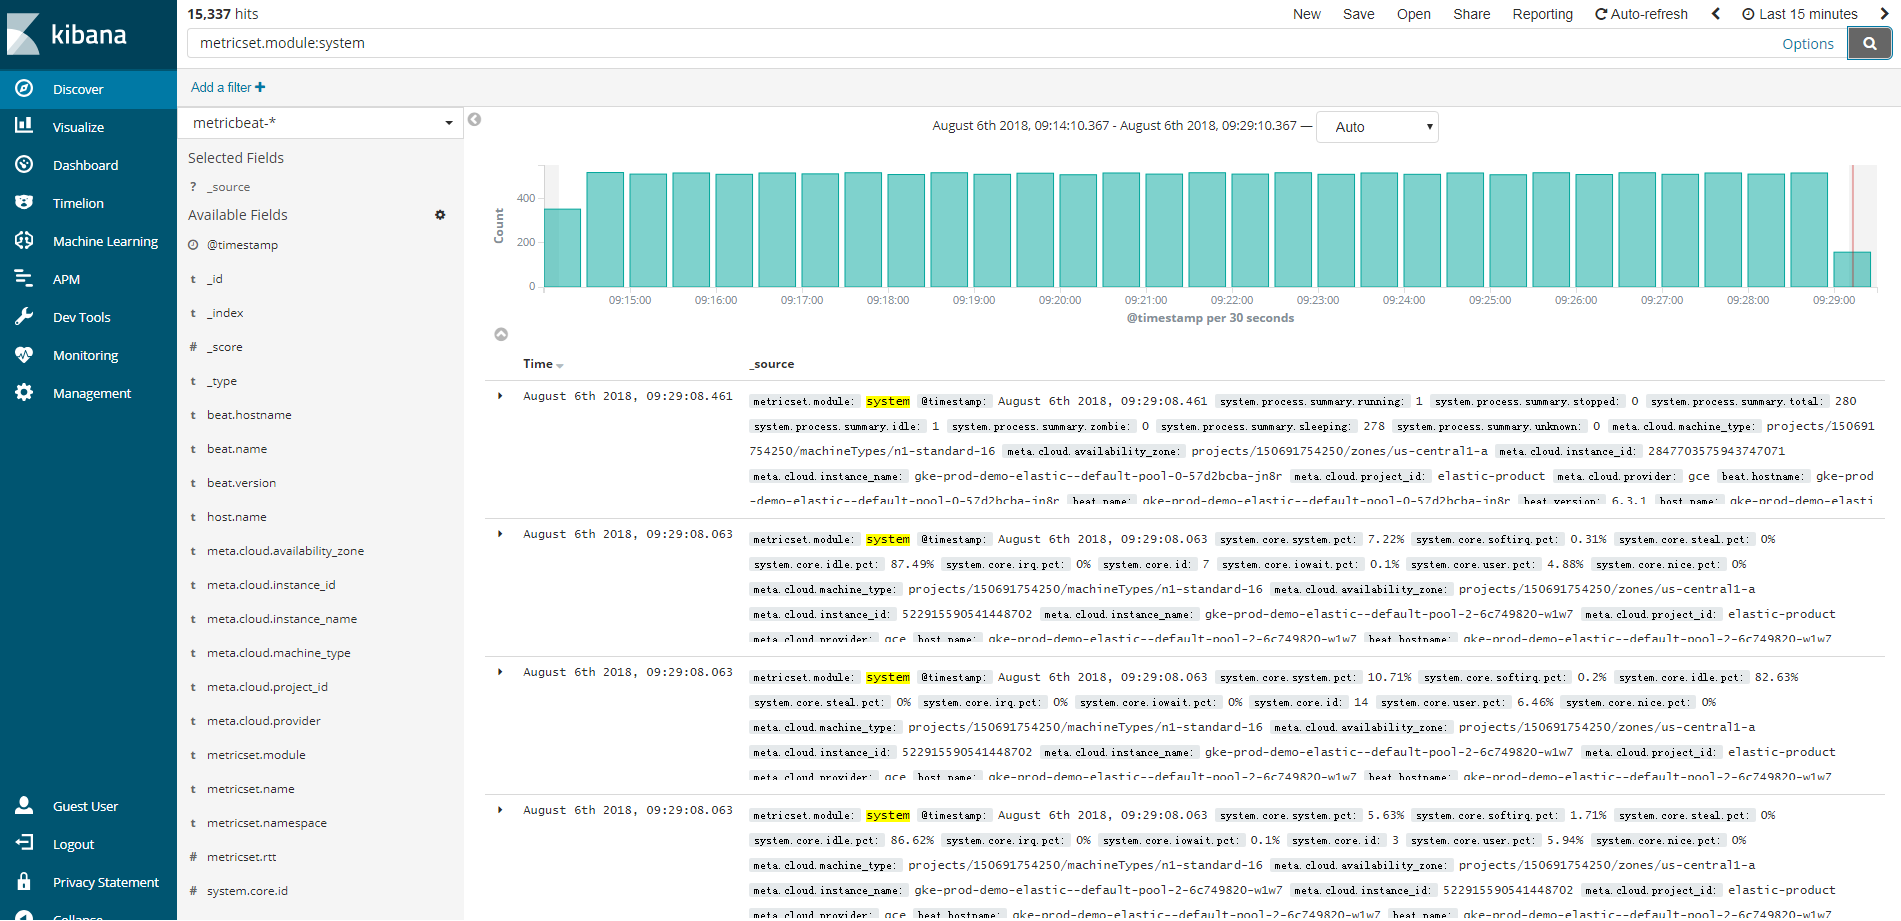 kibana
Discover
Visualize
Dashboard
Timelion
Machine Learning
APM
Dev Tools
Monitoring
Management
Guest User
Logout
Privacy Statement
Collapse
15,337 hits
New Save Open Share Reporting Auto-refresh Last 15 minutes
metricset.module:system
Options
Add a filter
metricbeat-*
Selected Fields
? _source
Available Fields
@timestamp
t _id
t _index
# _score
t _type
t beat.hostname
t beat.name
t beat.version
t host.name
t meta.cloud.availability_zone
t meta.cloud.instance_id
t meta.cloud.instance_name
t meta.cloud.machine_type
t meta.cloud.project_id
t meta.cloud.provider
t metricset.module
t metricset.name
t metricset.namespace
# metricset.rtt
# system.core.id
August 6th 2018, 09:14:10.367 - August 6th 2018, 09:29:10.367 — Auto
Count
400
200
0
09:15:00 09:16:00 09:17:00 09:18:00 09:19:00 09:20:00 09:21:00 09:22:00 09:23:00 09:24:00 09:25:00 09:26:00 09:27:00 09:28:00 09:29:00
@timestamp per 30 seconds
Time _source
August 6th 2018, 09:29:08.461
metricset.module: system @timestamp: August 6th 2018, 09:29:08.461 system.process.summary.running: 1 system.process.summary.stopped: 0 system.process.summary.total: 280
system.process.summary.idle: 1 system.process.summary.zombie: 0 system.process.summary.sleeping: 278 system.process.summary.unknown: 0 meta.cloud.machine_type: projects/150691
754250/machineTypes/n1-standard-16 meta.cloud.availability_zone: projects/150691754250/zones/us-central1-a meta.cloud.instance_id: 2847703575943747071
meta.cloud.instance_name: gke-prod-demo-elastic--default-pool-0-57d2bcba-jn8r meta.cloud.project_id: elastic-product meta.cloud.provider: gce beat.hostname: gke-prod
-demo-elastic--default-pool-0-57d2bcba-jn8r beat.name: gke-prod-demo-elastic--default-pool-0-57d2bcba-jn8r beat.version: 6.3.1 host.name: gke-prod-demo-elasti
August 6th 2018, 09:29:08.063
metricset.module: system @timestamp: August 6th 2018, 09:29:08.063 system.core.system.pct: 7.22% system.core.softirq.pct: 0.31% system.core.steal.pct: 0%
system.core.idle.pct: 87.49% system.core.irq.pct: 0% system.core.id: 7 system.core.iowait.pct: 0.1% system.core.user.pct: 4.88% system.core.nice.pct: 0%
meta.cloud.machine_type: projects/150691754250/machineTypes/n1-standard-16 meta.cloud.availability_zone: projects/150691754250/zones/us-central1-a
meta.cloud.instance_id: 522915590541448702 meta.cloud.instance_name: gke-prod-demo-elastic--default-pool-2-6c749820-w1w7 meta.cloud.project_id: elastic-product
meta.cloud.provider: gce host.name: gke-prod-demo-elastic--default-pool-2-6c749820-w1w7 beat.hostname: gke-prod-demo-elastic--default-pool-2-6c749820-w1w7
August 6th 2018, 09:29:08.063
metricset.module: system @timestamp: August 6th 2018, 09:29:08.063 system.core.system.pct: 10.71% system.core.softirq.pct: 0.2% system.core.idle.pct: 82.63%
system.core.steal.pct: 0% system.core.irq.pct: 0% system.core.iowait.pct: 0% system.core.id: 14 system.core.user.pct: 6.46% system.core.nice.pct: 0%
meta.cloud.machine_type: projects/150691754250/machineTypes/n1-standard-16 meta.cloud.availability_zone: projects/150691754250/zones/us-central1-a
meta.cloud.instance_id: 522915590541448702 meta.cloud.instance_name: gke-prod-demo-elastic--default-pool-2-6c749820-w1w7 meta.cloud.project_id: elastic-product
meta.cloud.provider: gce host.name: gke-prod-demo-elastic--default-pool-2-6c749820-w1w7 beat.hostname: gke-prod-demo-elastic--default-pool-2-6c749820-w1w7
August 6th 2018, 09:29:08.063
metricset.module: system @timestamp: August 6th 2018, 09:29:08.063 system.core.system.pct: 5.63% system.core.softirq.pct: 1.71% system.core.steal.pct: 0%
system.core.idle.pct: 86.62% system.core.irq.pct: 0% system.core.iowait.pct: 0.1% system.core.id: 3 system.core.user.pct: 5.94% system.core.nice.pct: 0%
meta.cloud.machine_type: projects/150691754250/machineTypes/n1-standard-16 meta.cloud.availability_zone: projects/150691754250/zones/us-central1-a
meta.cloud.instance_name: gke-prod-demo-elastic--default-pool-2-6c749820-w1w7 meta.cloud.instance_id: 522915590541448702 meta.cloud.project_id: elastic-product
meta.cloud.provider: gce beat.hostname: gke-prod-demo-elastic--default-pool-2-6c749820-w1w7 beat.name: gke-prod-demo-elastic--default-pool-2-6c749820-w1w7